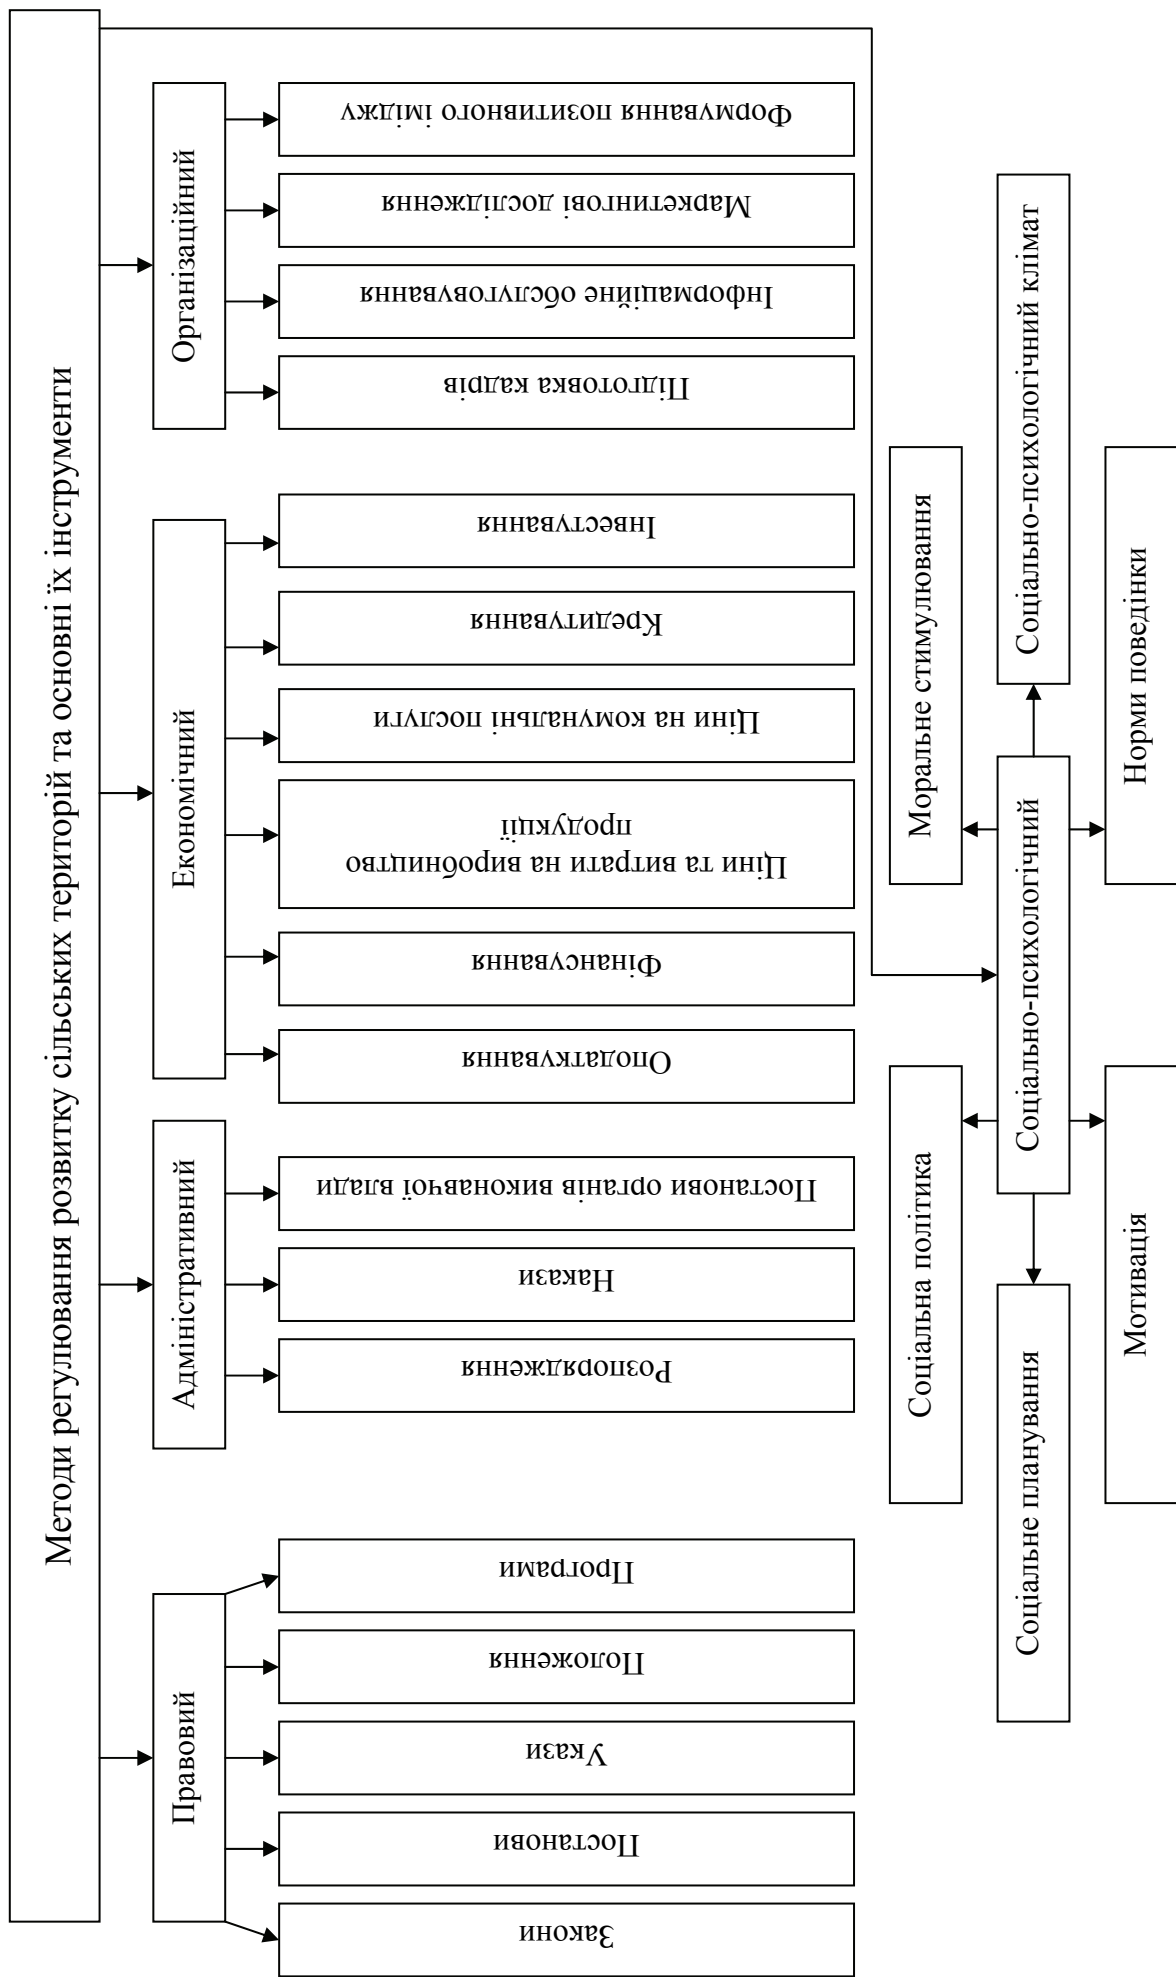 Методи регулювання розвитку сільських територій та основні їх інструменти
Правовий
Закони
Постанови
Укази
Положення
Програми
Адміністративний
Розпорядження
Накази
Постанови органів виконавчої влади
Економічний
Оподаткування
Фінансування
Ціни та витрати на виробництво
продукції
Ціни на комунальні послуги
Кредитування
Інвестування
Організаційний
Підготовка кадрів
Інформаційне обслуговування
Маркетингові дослідження
Формування позитивного іміджу
Соціальна політика
Моральне стимулювання
Соціальне планування
Соціально-психологічний
Соціально-психологічний клімат
Мотивація
Норми поведінки